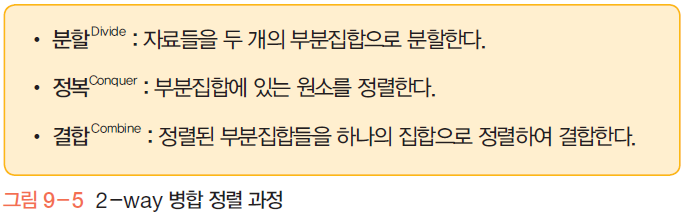 • 분할Divide : 자료들을 두 개의 부분집합으로 분할한다.
• 정복Conquer : 부분집합에 있는 원소를 정렬한다.
• 결합Combine : 정렬된 부분집합들을 하나의 집합으로 정렬하여 결합한다.
그림 9-5 2-way 병합 정렬 과정